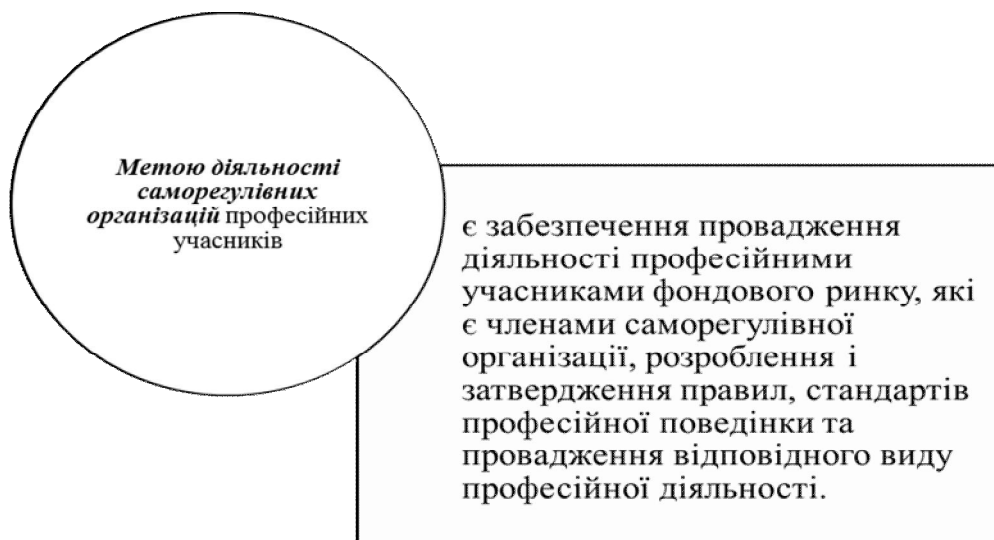 Метою діяльності
саморегулівних
організацій професійних
учасників
є забезпечення провадження
діяльності професійними
учасниками фондового ринку, які
є членами саморегулівної
організації, розроблення і
затвердження правил, стандартів
професійної поведінки та
провадження відповідного виду
професійної діяльності.